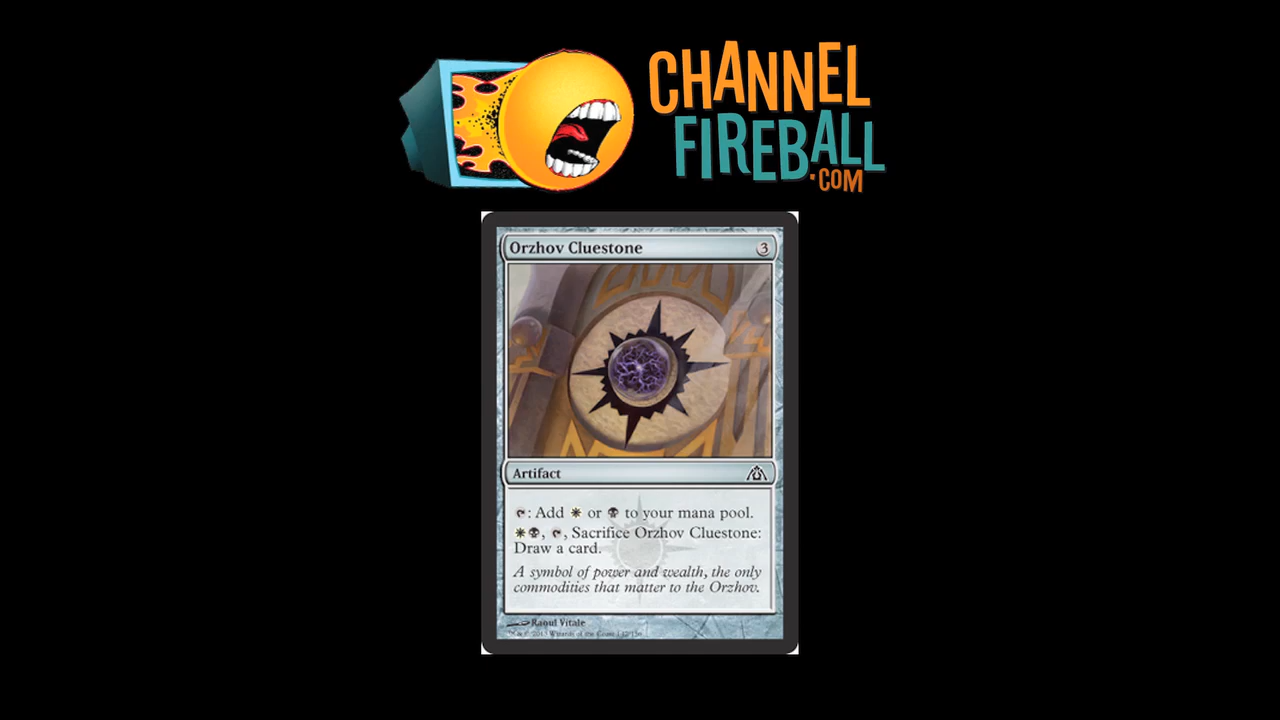 CHANNEL
FIREBALL
.COM
Orzhov Cluestone 3
Artifact
: Add or to your mana pool.
, , Sacrifice Orzhov Cluestone:
Draw a card.
A symbol of power and wealth, the only
commodities that matter to the Orzhov.
Raoul Vitale